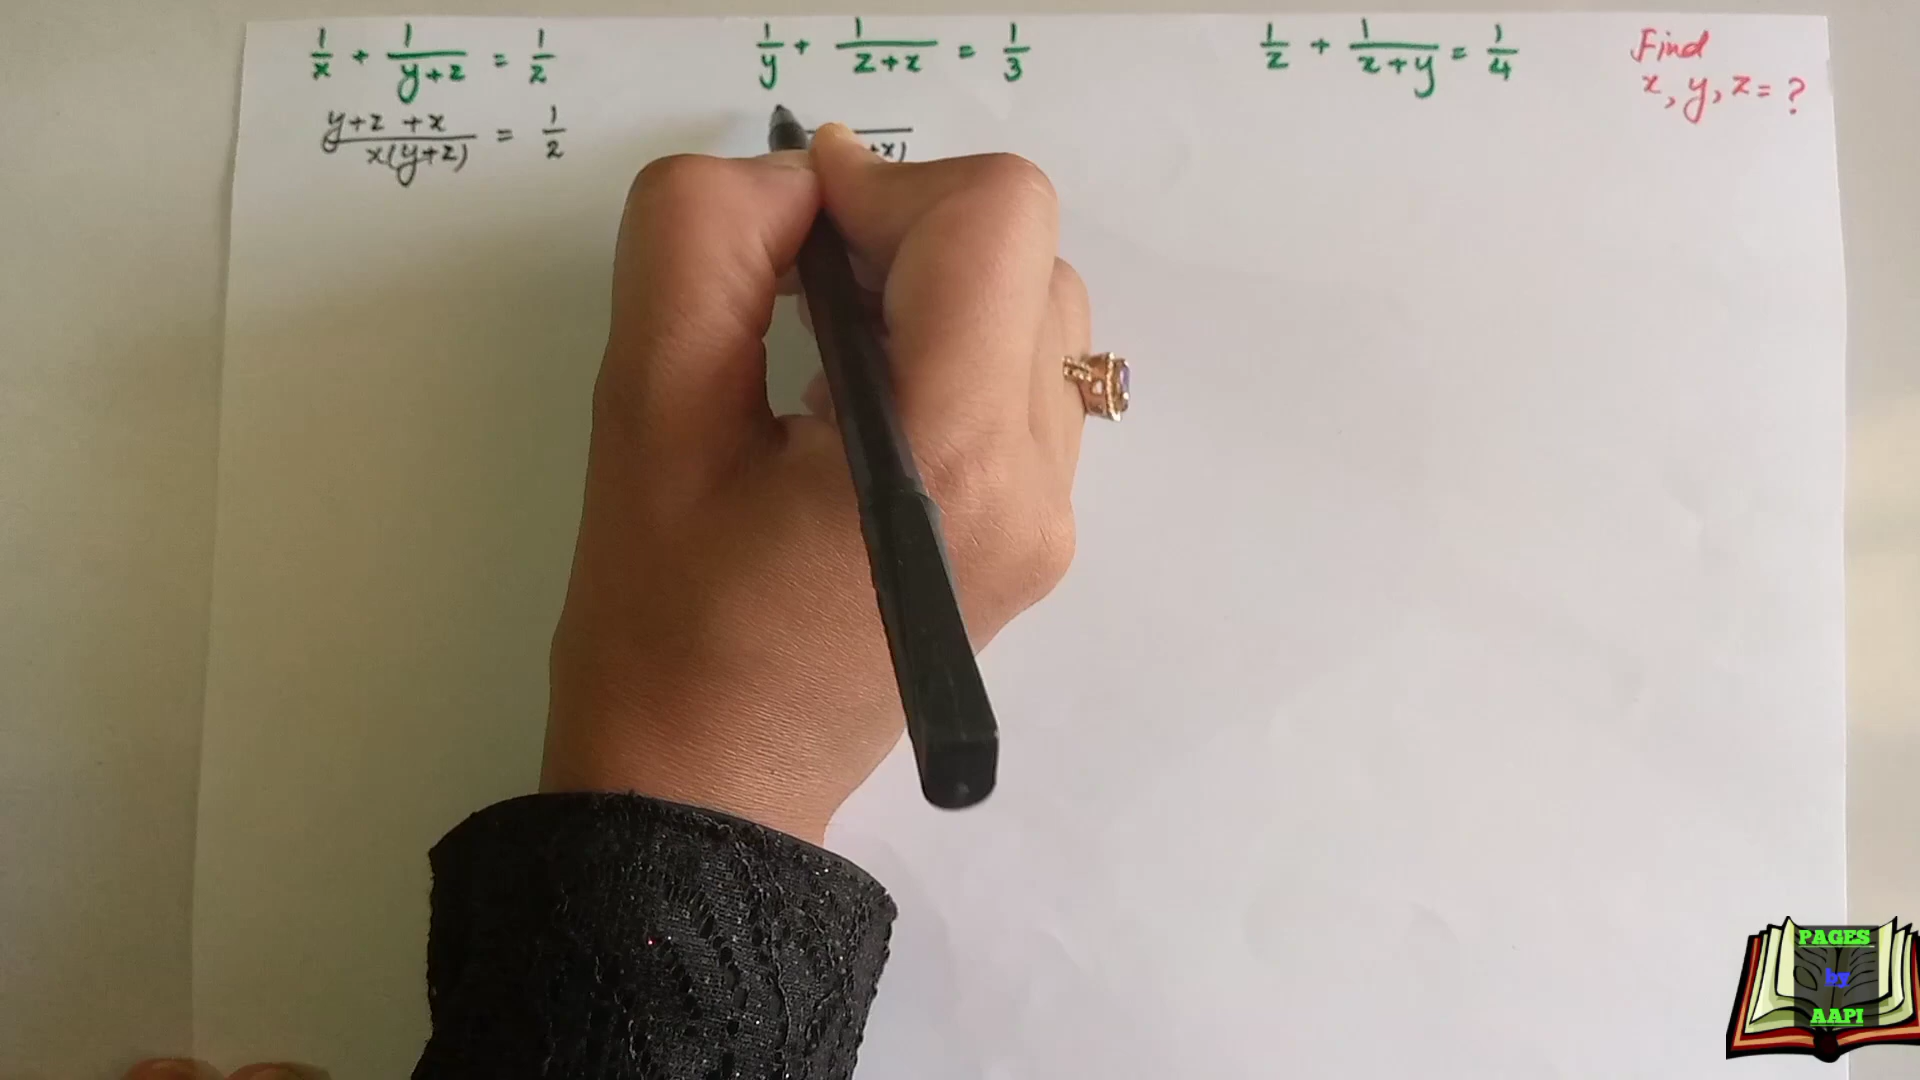 1/x + 1/(y+z) = 1/2
1/y + 1/(z+x) = 1/3
1/z + 1/(x+y) = 1/4
Find
x, y, z = ?
(y+z +x)/(x(y+z)) = 1/2
+x)
PAGES
by
AAPI